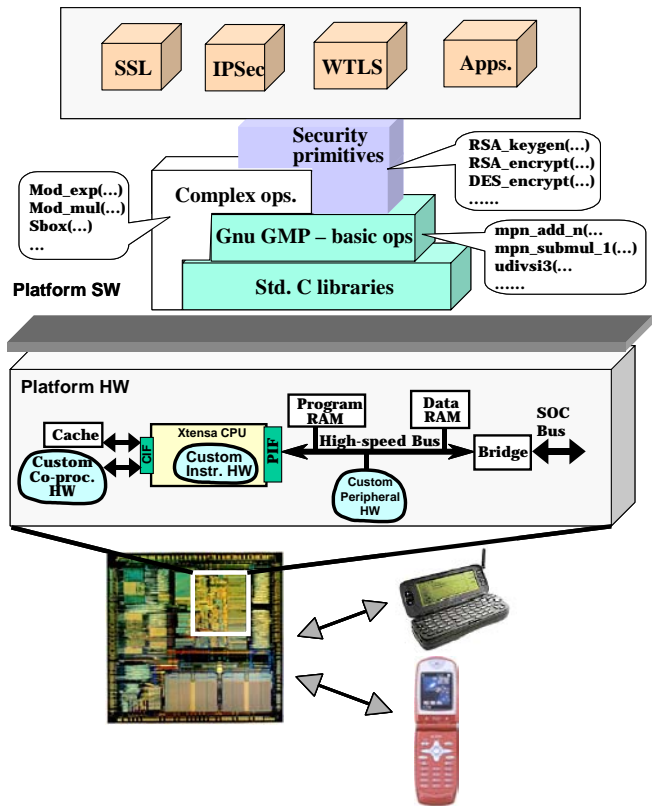 SSL
IPSec
WTLS
Apps.
Security
primitives
RSA_keygen(...)
RSA_encrypt(...)
DES_encrypt(...)
......
Complex ops.
Mod_exp(...)
Mod_mul(...)
Sbox(...)
...
Gnu GMP – basic ops
mpn_add_n(...
mpn_submul_1(...)
udivsi3(...
......
Std. C libraries
Platform SW
Platform HW
Cache
Custom
Co-proc.
HW
CIF
Xtensa CPU
Custom
Instr. HW
PIF
Program
RAM
Data
RAM
High-speed Bus
Custom
Peripheral
HW
Bridge
SOC
Bus